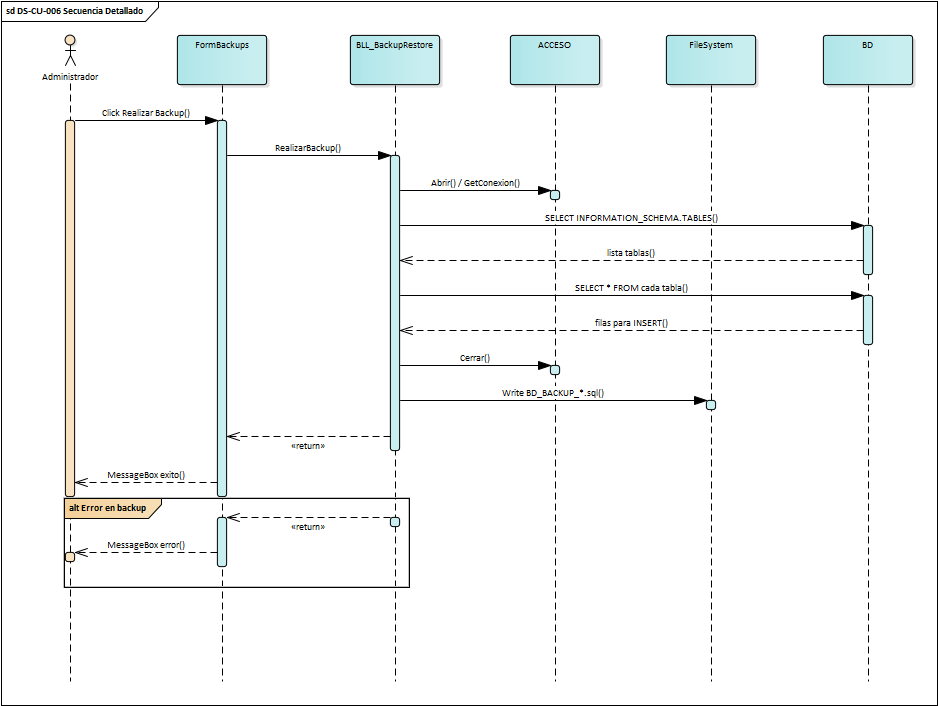 sd DS-CU-006 Secuencia Detallado
FormBackups
BLL_BackupRestore
ACCESO
FileSystem
BD
Administrador
Click Realizar Backup()
RealizarBackup()
Abrir() / GetConexion()
SELECT INFORMATION_SCHEMA.TABLES()
lista tablas()
SELECT * FROM cada tabla()
filas para INSERT()
Cerrar()
Write BD_BACKUP_*.sql()
«return»
MessageBox exito()
alt Error en backup
«return»
MessageBox error()